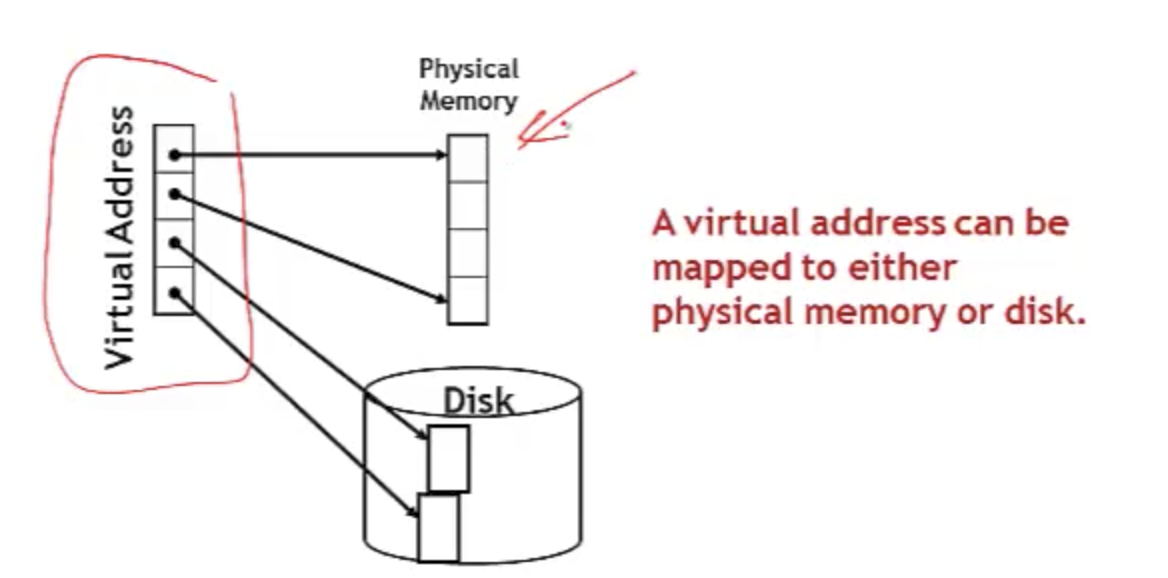 Physical
Memory
Virtual Address
A virtual address can be
mapped to either
physical memory or disk.
Disk